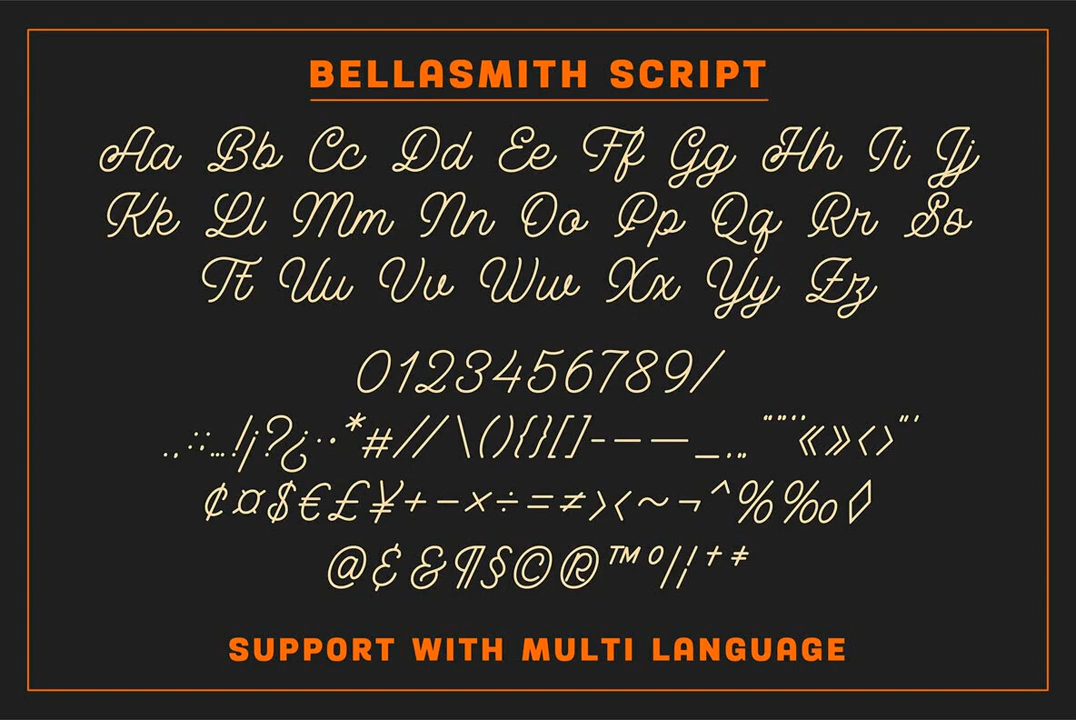 BELLASMITH SCRIPT
Aa Bb Cc Dd Ee Ff Gg Hh Ii Jj
Kk Ll Mm Nn Oo Pp Qq Rr Ss
Tt Uu Vv Ww Xx Yy Zz
0123456789/
.,:;...!¡?¿··*#//\(){}[]-–—_‚„“”‘’«»‹›"'
¢¤$€£¥+−×÷=≠><~¬^%‰◊
@&&¶§©®™°|¦†‡
SUPPORT WITH MULTI LANGUAGE